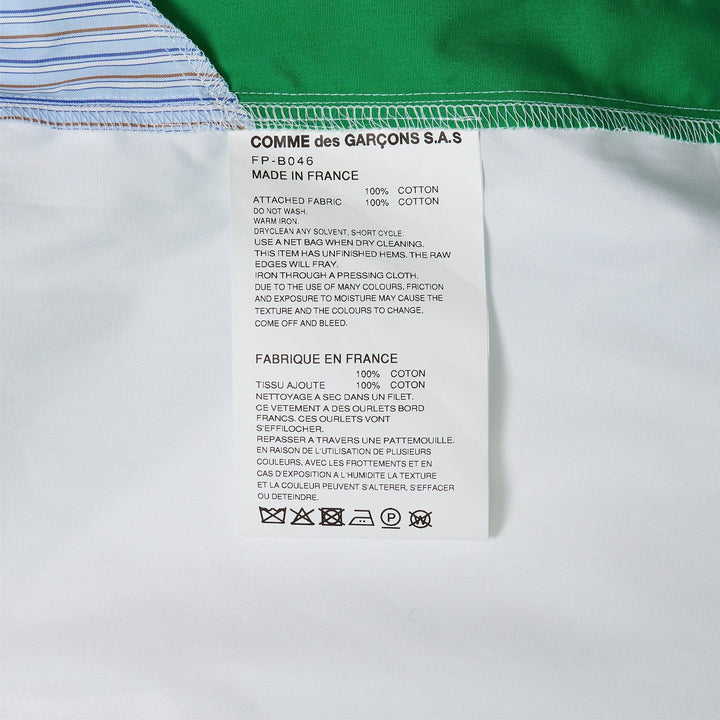 COMME des GARÇONS S.A.S
FP-B046
MADE IN FRANCE
100% COTTON
ATTACHED FABRIC 100% COTTON
DO NOT WASH.
WARM IRON.
DRYCLEAN ANY SOLVENT, SHORT CYCLE.
USE A NET BAG WHEN DRY CLEANING.
THIS ITEM HAS UNFINISHED HEMS. THE RAW
EDGES WILL FRAY.
IRON THROUGH A PRESSING CLOTH.
DUE TO THE USE OF MANY COLOURS, FRICTION
AND EXPOSURE TO MOISTURE MAY CAUSE THE
TEXTURE AND THE COLOURS TO CHANGE,
COME OFF AND BLEED.
FABRIQUE EN FRANCE
100% COTON
TISSU AJOUTE 100% COTON
NETTOYAGE A SEC DANS UN FILET.
CE VETEMENT A DES OURLETS BORD
FRANCS. CES OURLETS VONT
S'EFFILOCHER.
REPASSER A TRAVERS UNE PATTEMOUILLE.
EN RAISON DE L'UTILISATION DE PLUSIEURS
COULEURS, AVEC LES FROTTEMENTS ET EN
CAS D'EXPOSITION A L'HUMIDITE LA TEXTURE
ET LA COULEUR PEUVENT S'ALTERER, S'EFFACER
OU DETEINDRE.
P W